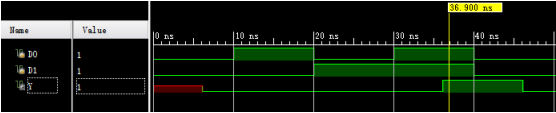 36.900 ns
Name Value
0 ns 10 ns 20 ns 30 ns 40 ns
D0 1
D1 1
Y 1